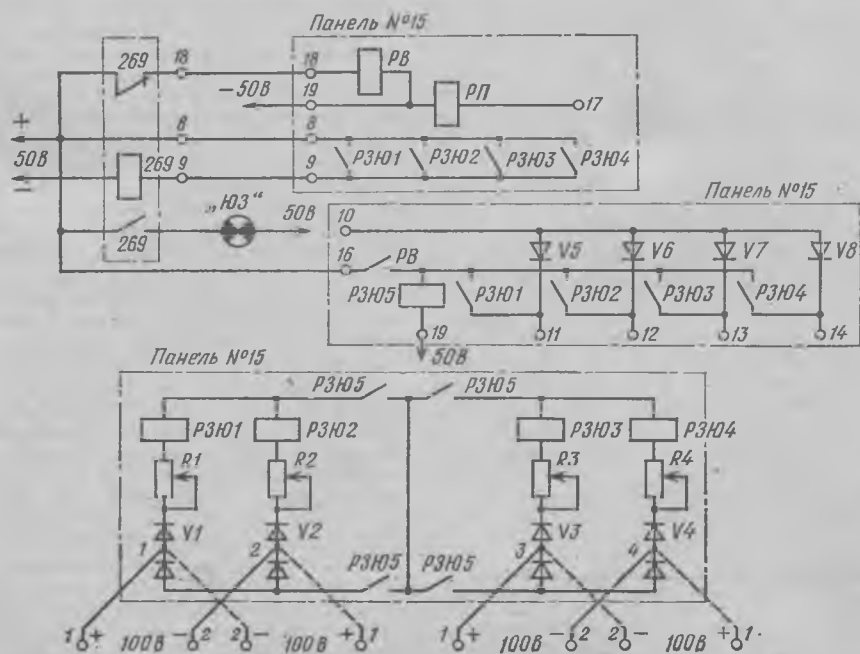 Панель №15
269
18
18
РВ
−50В
19
РП
17
+
8
8
50В
269
9
9
РЗЮ1
РЗЮ2
РЗЮ3
РЗЮ4
−
Панель №15
„ЮЗ“
50В
10
269
16
РВ
V5
V6
V7
V8
РЗЮ5
РЗЮ1
РЗЮ2
РЗЮ3
РЗЮ4
19
11
12
13
14
50В
Панель №15
РЗЮ5
РЗЮ5
РЗЮ1
РЗЮ2
РЗЮ3
РЗЮ4
R1
R2
R3
R4
V1
V2
V3
V4
1
2
3
4
РЗЮ5
РЗЮ5
1 + 100В − 2 2 − 100В + 1 1 + 100В − 2 2 − 100В + 1